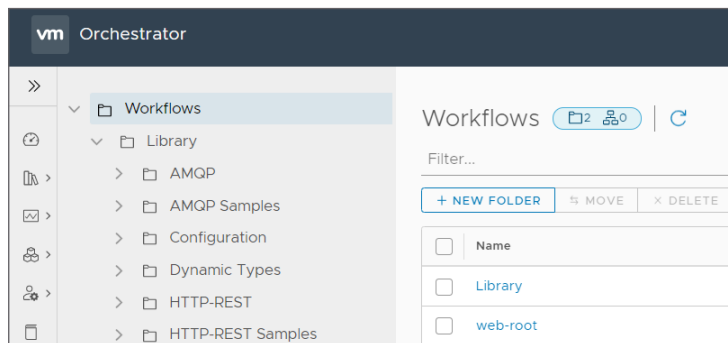 vm Orchestrator
Workflows
Library
AMQP
AMQP Samples
Configuration
Dynamic Types
HTTP-REST
HTTP-REST Samples
Workflows 2 0
Filter...
+ NEW FOLDER MOVE × DELETE
Name
Library
web-root